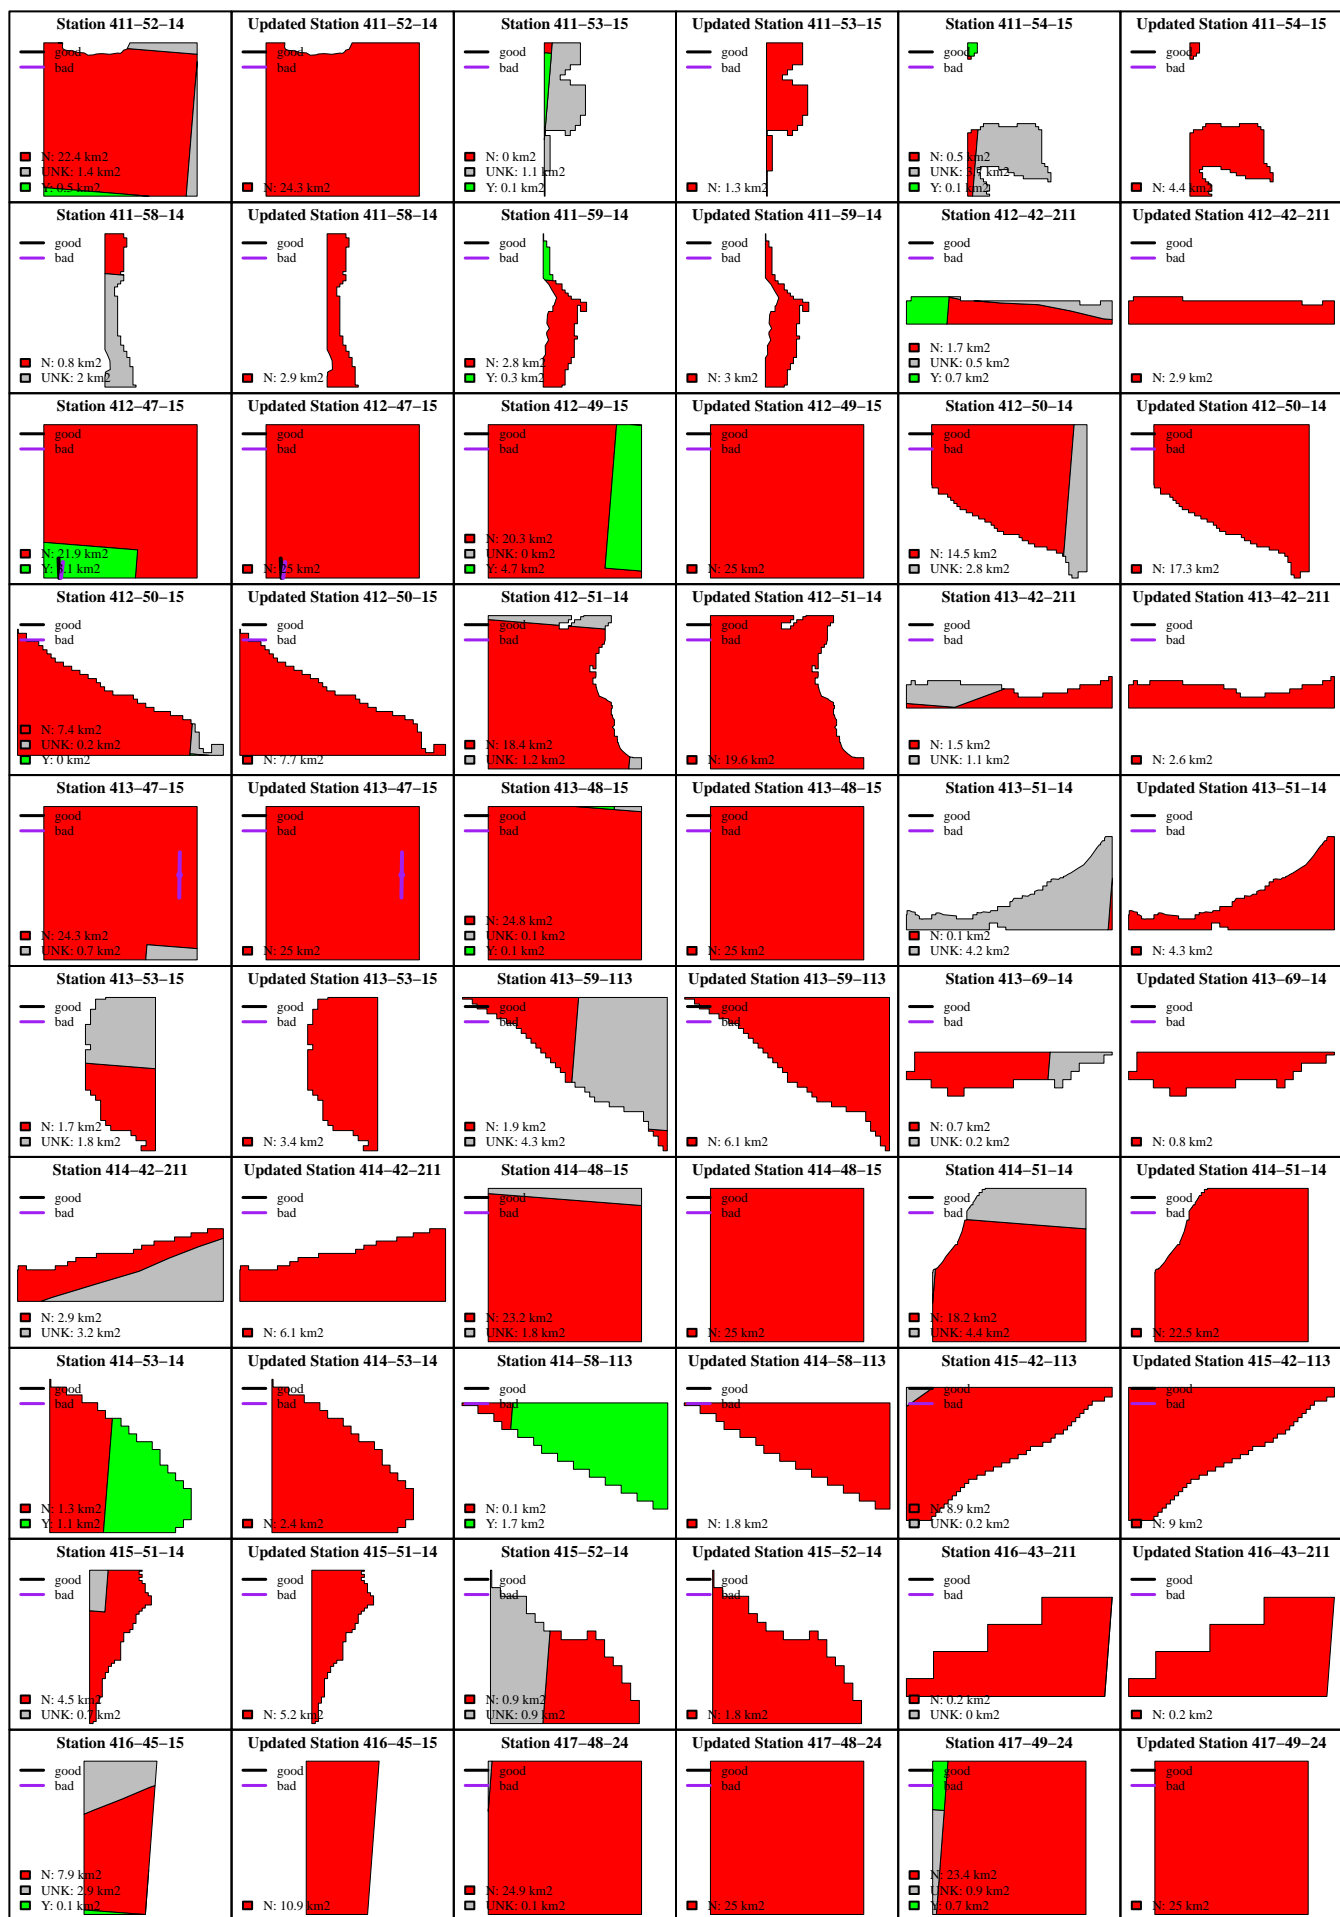 Station 411−52−14
good
bad
N: 22.4 km2
UNK: 1.4 km2
Y: 0.5 km2
Updated Station 411−52−14
good
bad
N: 24.3 km2
Station 411−53−15
good
bad
N: 0 km2
UNK: 1.1 km2
Y: 0.1 km2
Updated Station 411−53−15
good
bad
N: 1.3 km2
Station 411−54−15
good
bad
N: 0.5 km2
UNK: km2
Y: 0.1 km2
Updated Station 411−54−15
good
bad
N: 4.4 km2
Station 411−58−14
good
bad
N: 0.8 km2
UNK: 2 km2
Updated Station 411−58−14
good
bad
N: 2.9 km2
Station 411−59−14
good
bad
N: 2.8 km2
Y: 0.3 km2
Updated Station 411−59−14
good
bad
N: 3 km2
Station 412−42−211
good
bad
N: 1.7 km2
UNK: 0.5 km2
Y: 0.7 km2
Updated Station 412−42−211
good
bad
N: 2.9 km2
Station 412−47−15
good
bad
N: 21.9 km2
Y: 3.1 km2
Updated Station 412−47−15
good
bad
N: 25 km2
Station 412−49−15
good
bad
N: 20.3 km2
UNK: 0 km2
Y: 4.7 km2
Updated Station 412−49−15
good
bad
N: 25 km2
Station 412−50−14
good
bad
N: 14.5 km2
UNK: 2.8 km2
Updated Station 412−50−14
good
bad
N: 17.3 km2
Station 412−50−15
good
bad
N: 7.4 km2
UNK: 0.2 km2
Y: 0 km2
Updated Station 412−50−15
good
bad
N: 7.7 km2
Station 412−51−14
good
bad
N: 18.4 km2
UNK: 1.2 km2
Updated Station 412−51−14
good
bad
N: 19.6 km2
Station 413−42−211
good
bad
N: 1.5 km2
UNK: 1.1 km2
Updated Station 413−42−211
good
bad
N: 2.6 km2
Station 413−47−15
good
bad
N: 24.3 km2
UNK: 0.7 km2
Updated Station 413−47−15
good
bad
N: 25 km2
Station 413−48−15
good
bad
N: 24.8 km2
UNK: 0.1 km2
Y: 0.1 km2
Updated Station 413−48−15
good
bad
N: 25 km2
Station 413−51−14
good
bad
N: 0.1 km2
UNK: 4.2 km2
Updated Station 413−51−14
good
bad
N: 4.3 km2
Station 413−53−15
good
bad
N: 1.7 km2
UNK: 1.8 km2
Updated Station 413−53−15
good
bad
N: 3.4 km2
Station 413−59−113
good
bad
N: 1.9 km2
UNK: 4.3 km2
Updated Station 413−59−113
good
bad
N: 6.1 km2
Station 413−69−14
good
bad
N: 0.7 km2
UNK: 0.2 km2
Updated Station 413−69−14
good
bad
N: 0.8 km2
Station 414−42−211
good
bad
N: 2.9 km2
UNK: 3.2 km2
Updated Station 414−42−211
good
bad
N: 6.1 km2
Station 414−48−15
good
bad
N: 23.2 km2
UNK: 1.8 km2
Updated Station 414−48−15
good
bad
N: 25 km2
Station 414−51−14
good
bad
N: 18.2 km2
UNK: 4.4 km2
Updated Station 414−51−14
good
bad
N: 22.5 km2
Station 414−53−14
good
bad
N: 1.3 km2
Y: 1.1 km2
Updated Station 414−53−14
good
bad
N: 2.4 km2
Station 414−58−113
good
bad
N: 0.1 km2
Y: 1.7 km2
Updated Station 414−58−113
good
bad
N: 1.8 km2
Station 415−42−113
good
bad
N: 8.9 km2
UNK: 0.2 km2
Updated Station 415−42−113
good
bad
N: 9 km2
Station 415−51−14
good
bad
N: 4.5 km2
UNK: 0.7 km2
Updated Station 415−51−14
good
bad
N: 5.2 km2
Station 415−52−14
good
bad
N: 0.9 km2
UNK: 0.9 km2
Updated Station 415−52−14
good
bad
N: 1.8 km2
Station 416−43−211
good
bad
N: 0.2 km2
UNK: 0 km2
Updated Station 416−43−211
good
bad
N: 0.2 km2
Station 416−45−15
good
bad
N: 7.9 km2
UNK: 2.9 km2
Y: 0.1 km2
Updated Station 416−45−15
good
bad
N: 10.9 km2
Station 417−48−24
good
bad
N: 24.9 km2
UNK: 0.1 km2
Updated Station 417−48−24
good
bad
N: 25 km2
Station 417−49−24
good
bad
N: 23.4 km2
UNK: 0.9 km2
Y: 0.7 km2
Updated Station 417−49−24
good
bad
N: 25 km2